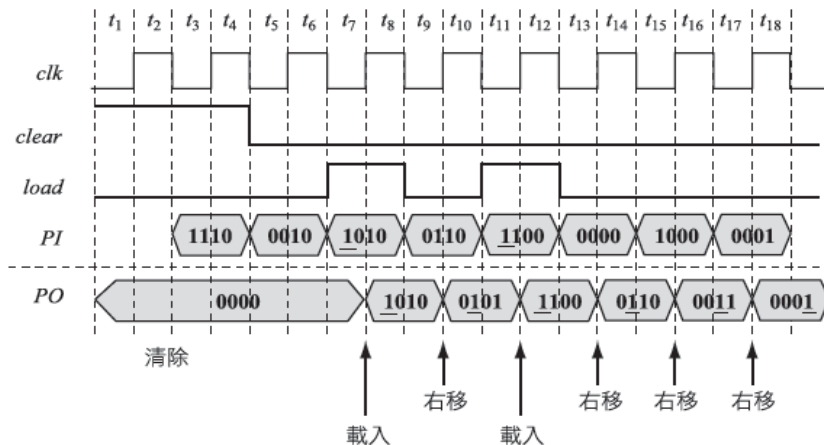 t1 t2 t3 t4 t5 t6 t7 t8 t9 t10 t11 t12 t13 t14 t15 t16 t17 t18
clk
clear
load
PI 1110 0010 1010 0110 1100 0000 1000 0001
PO 0000 1010 0101 1100 0110 0011 0001
清除
右移 右移 右移 右移
載入 載入